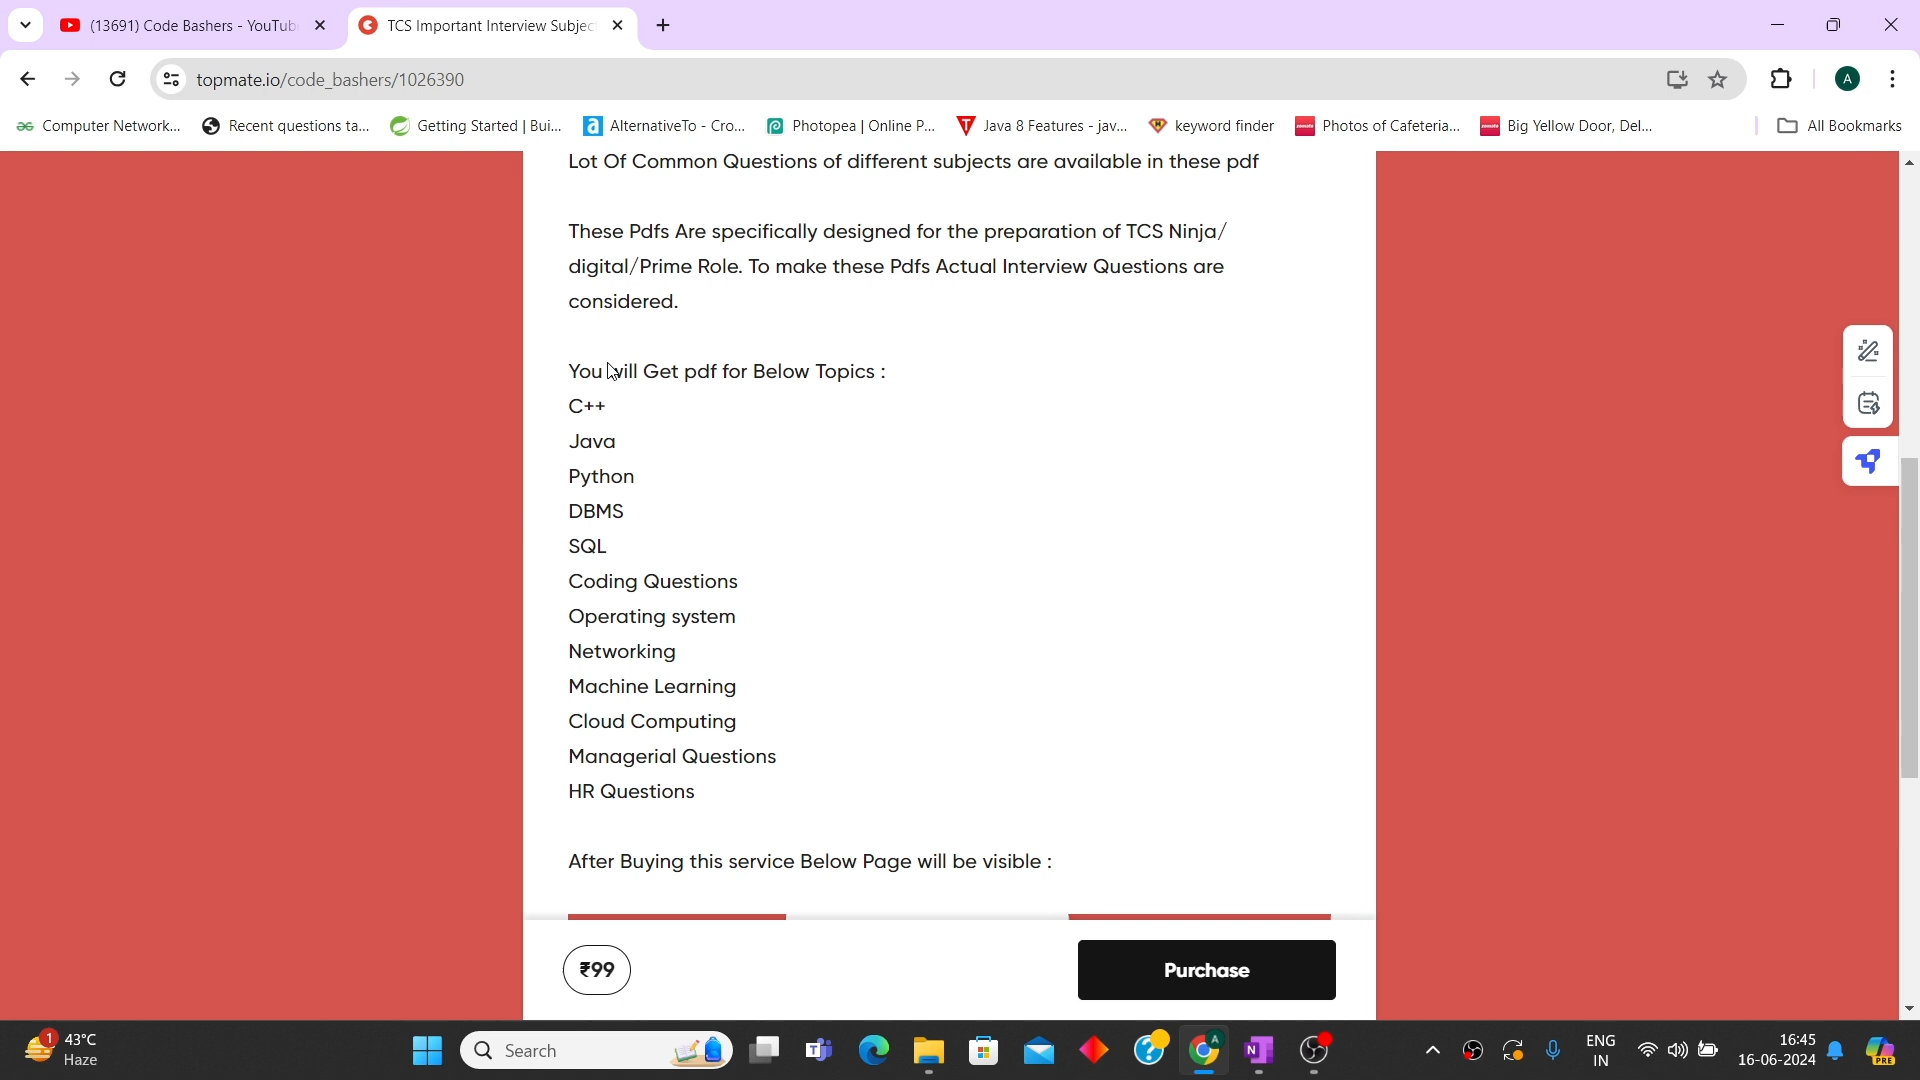 (13691) Code Bashers - YouTub
TCS Important Interview Subjec
topmate.io/code_bashers/1026390
A
Computer Network...
Recent questions ta...
Getting Started | Bui...
AlternativeTo - Cro...
Photopea | Online P...
Java 8 Features - jav...
keyword finder
Photos of Cafeteria...
Big Yellow Door, Del...
All Bookmarks
Lot Of Common Questions of different subjects are available in these pdf
These Pdfs Are specifically designed for the preparation of TCS Ninja/
digital/Prime Role. To make these Pdfs Actual Interview Questions are
considered.
You will Get pdf for Below Topics :
C++
Java
Python
DBMS
SQL
Coding Questions
Operating system
Networking
Machine Learning
Cloud Computing
Managerial Questions
HR Questions
After Buying this service Below Page will be visible :
₹99
Purchase
1
43°C
Haze
Search
ENG
IN
16:45
16-06-2024
PRE